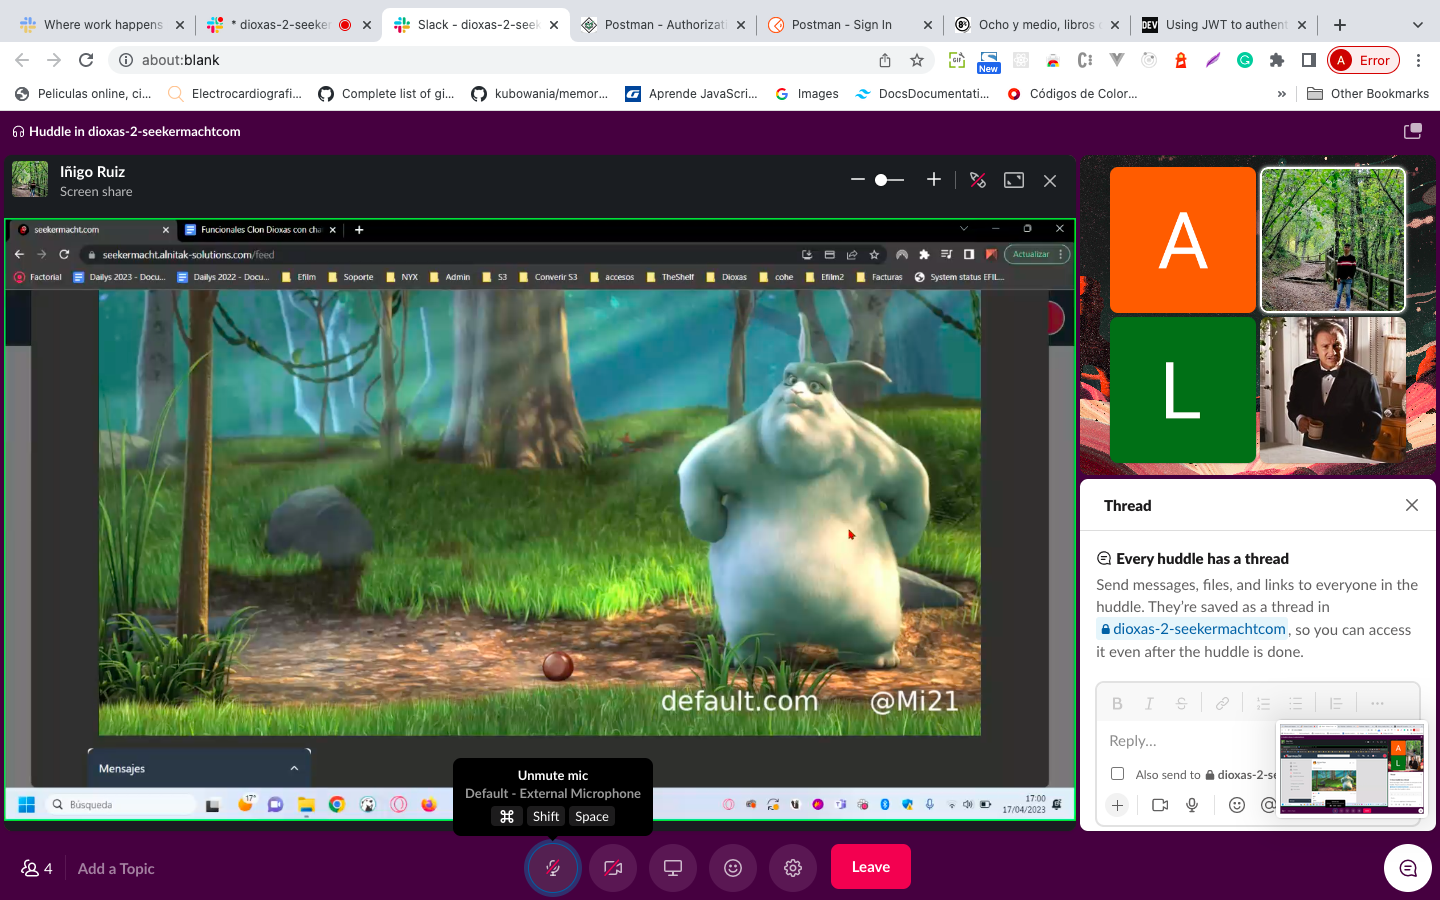 Where work happens
* dioxas-2-seeker
Slack - dioxas-2-seek
Postman - Authorizati
Postman - Sign In
Ocho y medio, libros
Using JWT to authent
about:blank
New
A
Error
Peliculas online, ci...
Electrocardiografi...
Complete list of gi...
kubowania/memor...
Aprende JavaScri...
Images
DocsDocumentati...
Códigos de Color...
»
Other Bookmarks
Huddle in dioxas-2-seekermachtcom
Iñigo Ruiz
Screen share
seekermacht.com
Funcionales Clon Dioxas con cha
seekermacht.alnitak-solutions.com/feed
Actualizar
Factorial
Dailys 2023 - Docu...
Dailys 2022 - Docu...
Efilm
Soporte
NYX
Admin
S3
Converir S3
accesos
TheShelf
Dioxas
cohe
Efilm2
Facturas
System status EFIL...
default.com
@Mi21
Mensajes
Búsqueda
17°
17:00
17/04/2023
Unmute mic
Default - External Microphone
⌘ Shift Space
A
L
Thread
Every huddle has a thread
Send messages, files, and links to everyone in the
huddle. They’re saved as a thread in
dioxas-2-seekermachtcom , so you can access
it even after the huddle is done.
B I S
Reply...
Also send to dioxas-2-se
4
Add a Topic
Leave